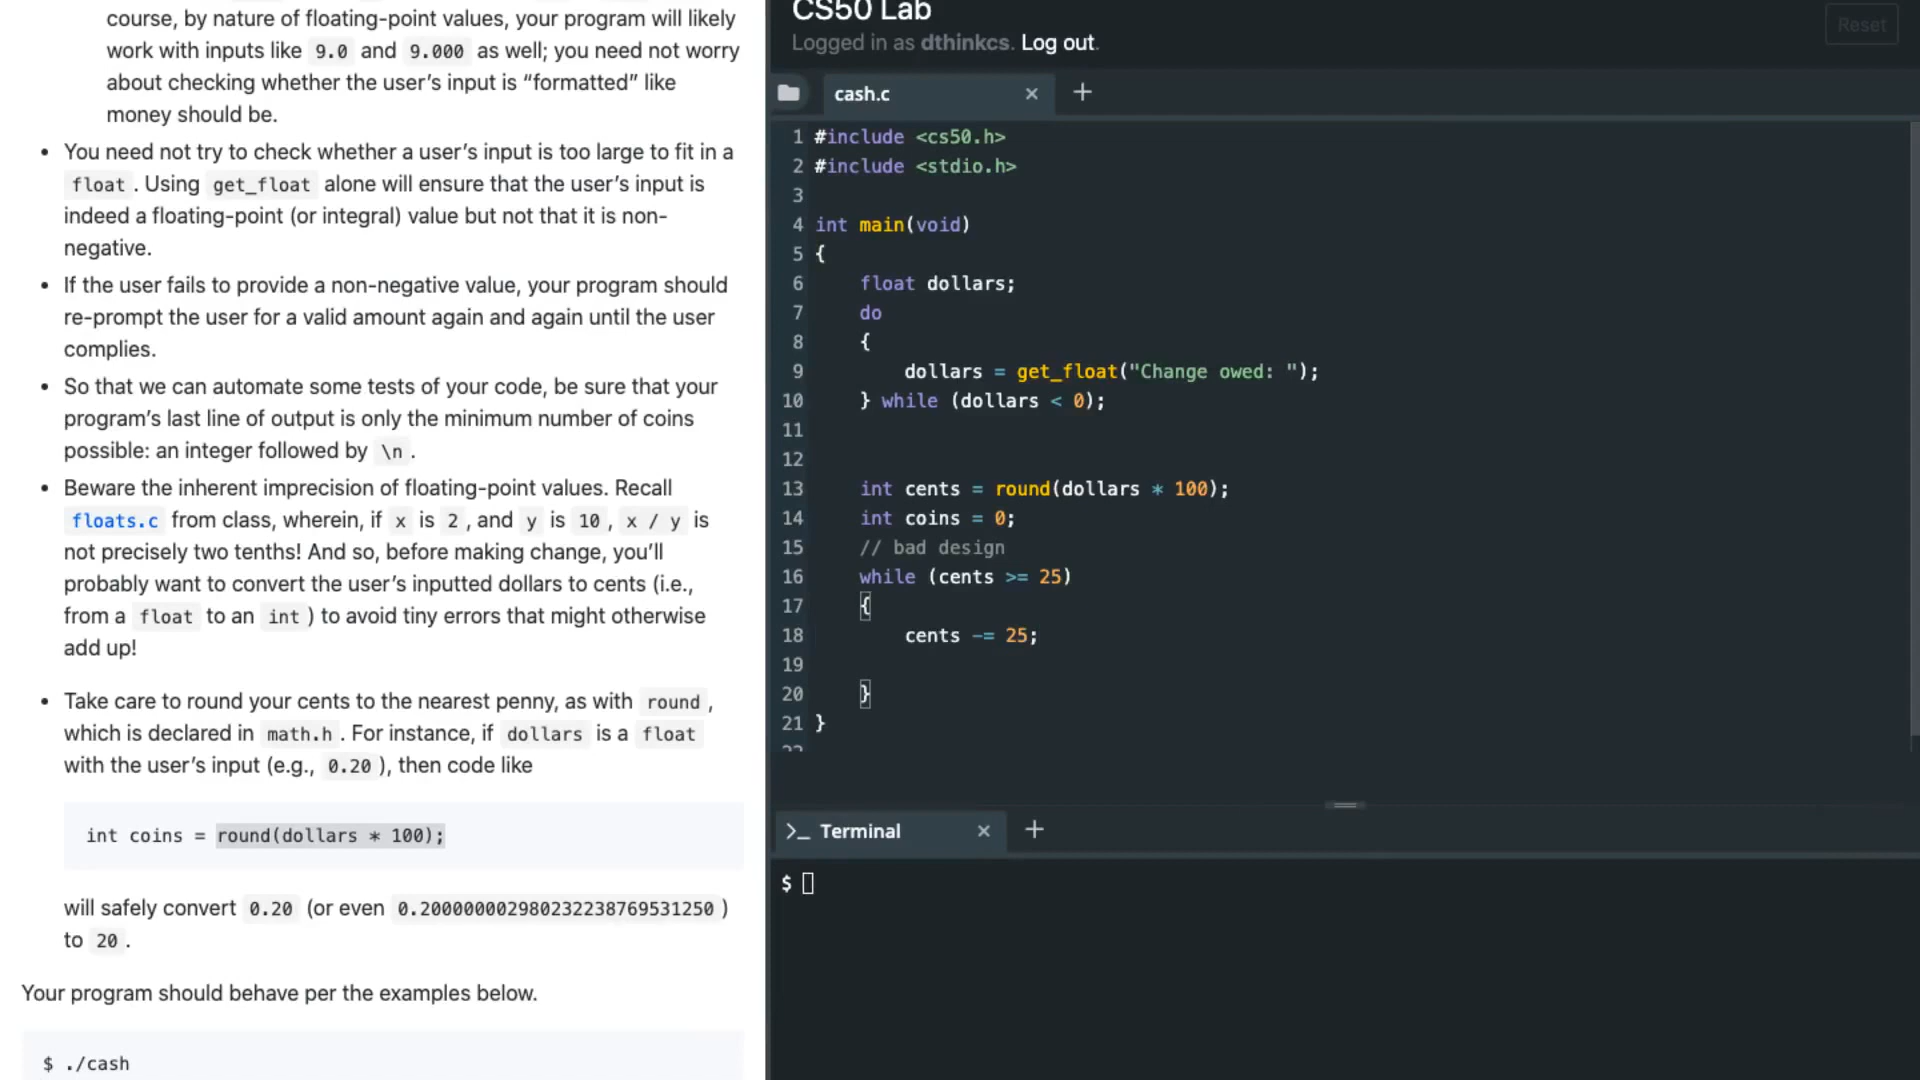 course, by nature of floating-point values, your program will likely
work with inputs like 9.0 and 9.000 as well; you need not worry
about checking whether the user's input is “formatted” like
money should be.
• You need not try to check whether a user's input is too large to fit in a
float . Using get_float alone will ensure that the user's input is
indeed a floating-point (or integral) value but not that it is non-
negative.
• If the user fails to provide a non-negative value, your program should
re-prompt the user for a valid amount again and again until the user
complies.
• So that we can automate some tests of your code, be sure that your
program's last line of output is only the minimum number of coins
possible: an integer followed by \n .
• Beware the inherent imprecision of floating-point values. Recall
floats.c from class, wherein, if x is 2 , and y is 10 , x / y is
not precisely two tenths! And so, before making change, you'll
probably want to convert the user's inputted dollars to cents (i.e.,
from a float to an int ) to avoid tiny errors that might otherwise
add up!
• Take care to round your cents to the nearest penny, as with round ,
which is declared in math.h . For instance, if dollars is a float
with the user's input (e.g., 0.20 ), then code like
int coins = round(dollars * 100);
will safely convert 0.20 (or even 0.200000002980232238769531250 )
to 20 .
Your program should behave per the examples below.
$ ./cash
CS50 Lab
Logged in as dthinkcs. Log out.
Reset
cash.c × +
1 #include <cs50.h>
2 #include <stdio.h>
3
4 int main(void)
5 {
6     float dollars;
7     do
8     {
9         dollars = get_float("Change owed: ");
10     } while (dollars < 0);
11
12
13     int cents = round(dollars * 100);
14     int coins = 0;
15     // bad design
16     while (cents >= 25)
17     {
18         cents -= 25;
19
20     }
21 }
22
>_ Terminal × +
$